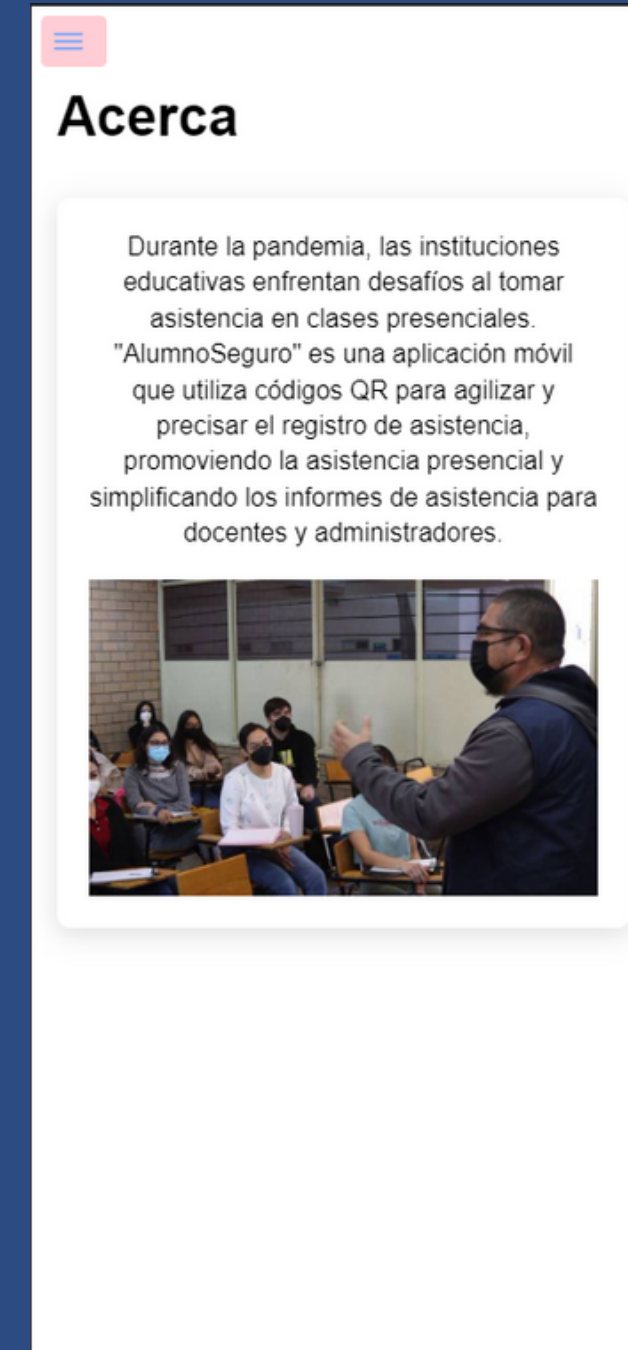 Acerca
Durante la pandemia, las instituciones
educativas enfrentan desafíos al tomar
asistencia en clases presenciales.
"AlumnoSeguro" es una aplicación móvil
que utiliza códigos QR para agilizar y
precisar el registro de asistencia,
promoviendo la asistencia presencial y
simplificando los informes de asistencia para
docentes y administradores.